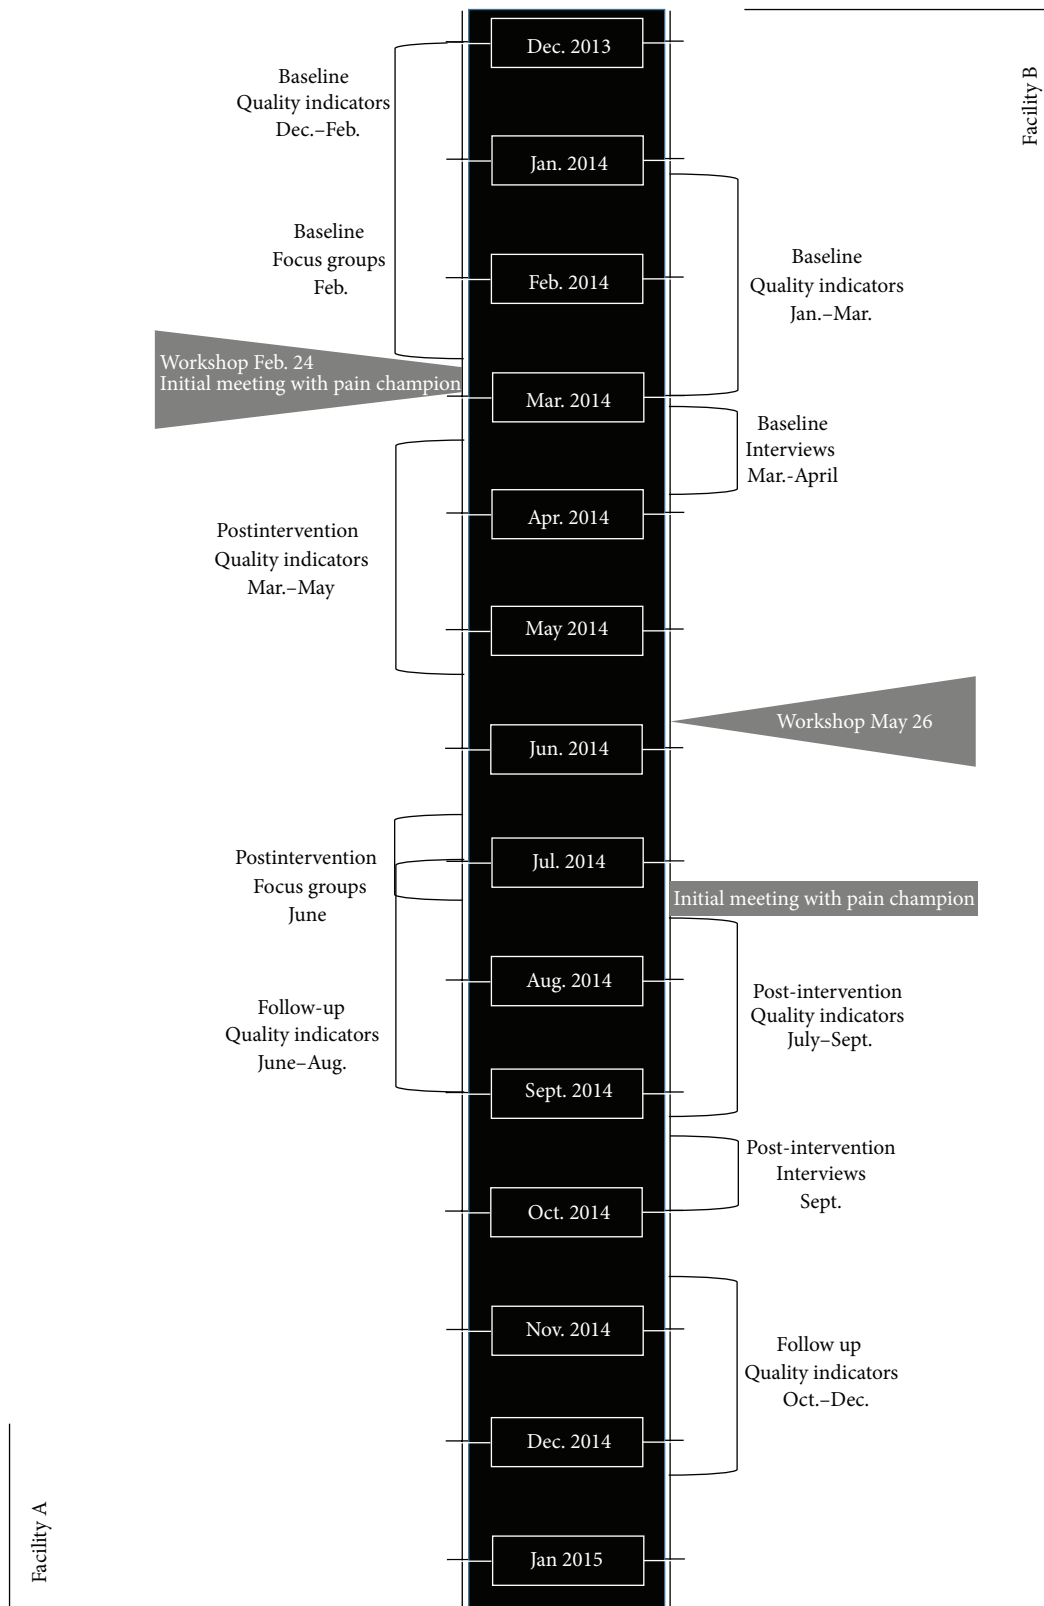 Facility B
Dec. 2013
Baseline
Quality indicators
Dec.–Feb.
Jan. 2014
Baseline
Focus groups
Feb.
Feb. 2014
Baseline
Quality indicators
Jan.–Mar.
Workshop Feb. 24
Initial meeting with pain champion
Mar. 2014
Baseline
Interviews
Mar.-April
Apr. 2014
Postintervention
Quality indicators
Mar.–May
May 2014
Workshop May 26
Jun. 2014
Postintervention
Focus groups
June
Jul. 2014
Initial meeting with pain champion
Aug. 2014
Post-intervention
Quality indicators
July–Sept.
Follow-up
Quality indicators
June–Aug.
Sept. 2014
Post-intervention
Interviews
Sept.
Oct. 2014
Nov. 2014
Follow up
Quality indicators
Oct.–Dec.
Dec. 2014
Facility A
Jan 2015